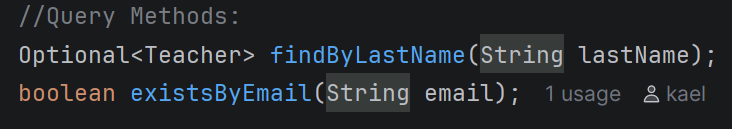 //Query Methods:
Optional<Teacher> findByLastName(String lastName);
boolean existsByEmail(String email); 1 usage kael